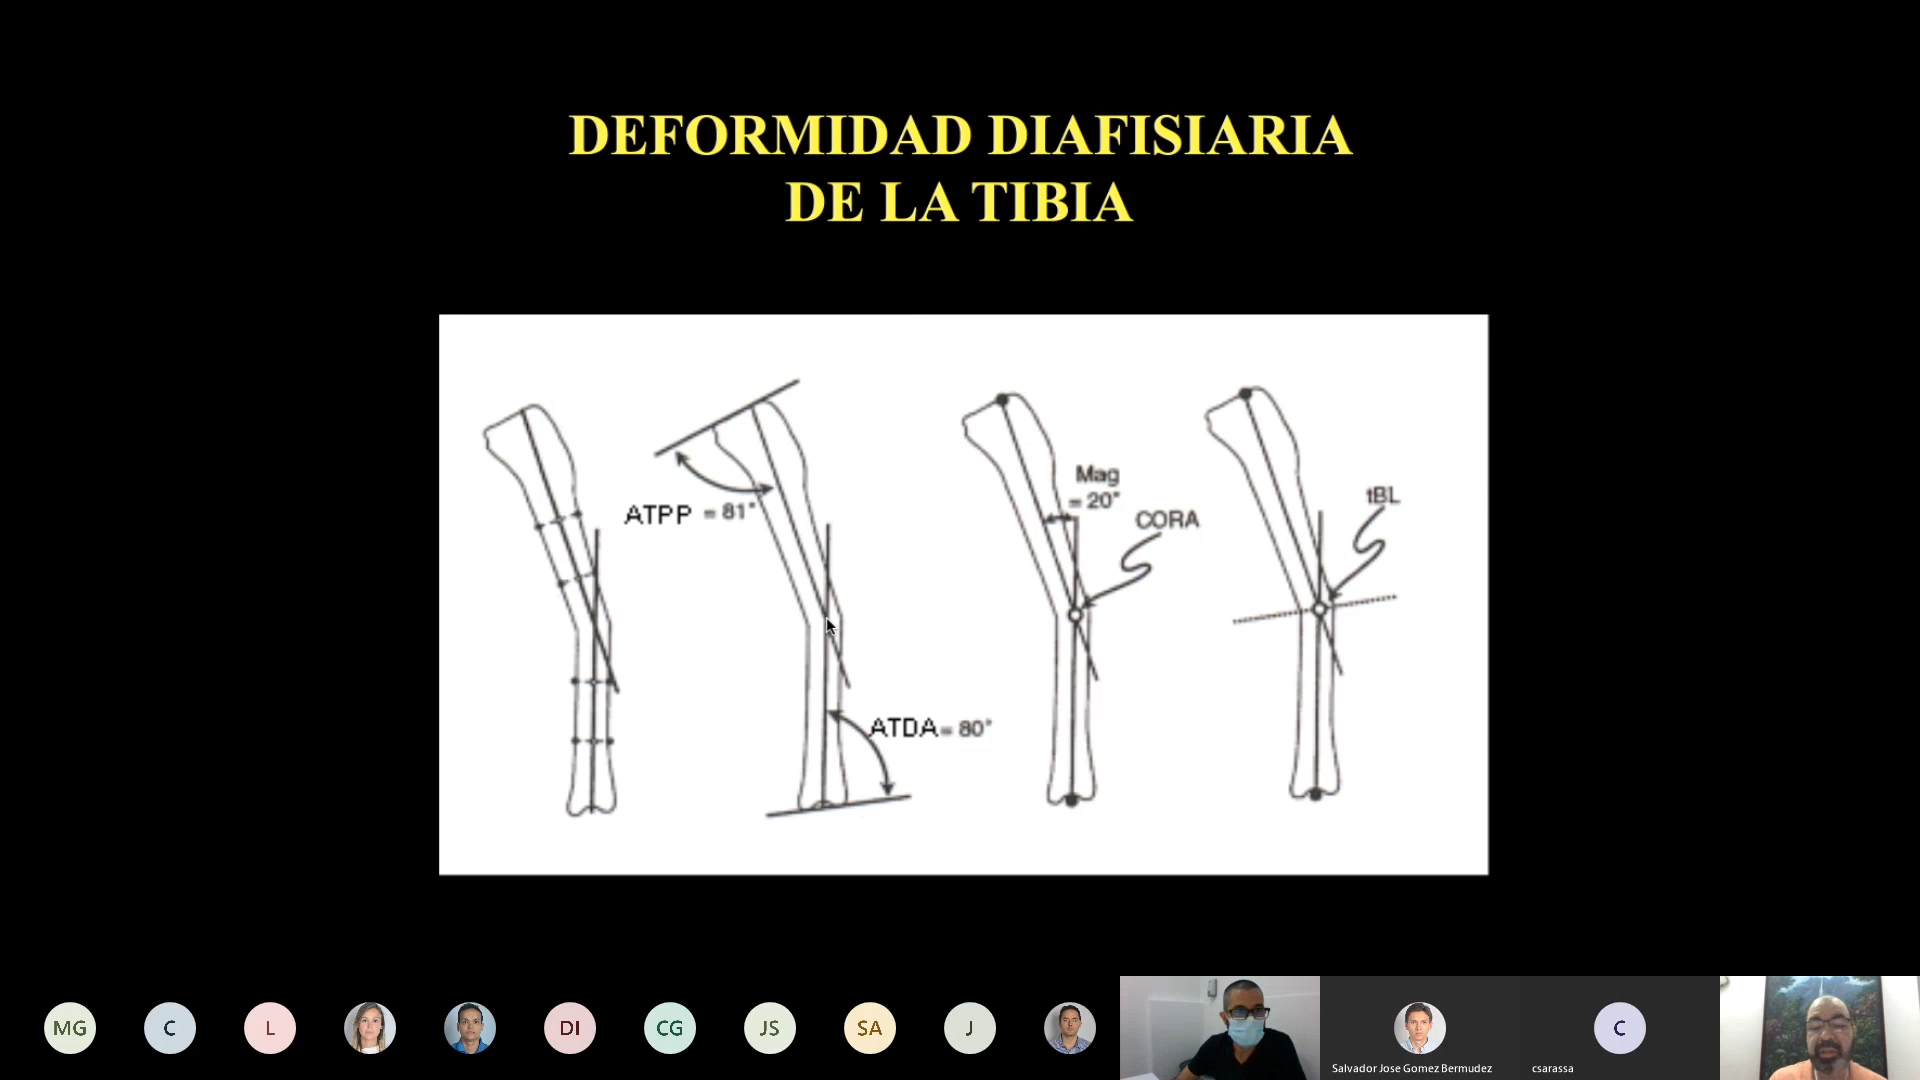 DEFORMIDAD DIAFISIARIA
DE LA TIBIA
ATPP = 81°
ATDA = 80°
Mag
= 20°
CORA
tBL
MG
C
L
DI
CG
JS
SA
J
Salvador Jose Gomez Bermudez
C
csarassa